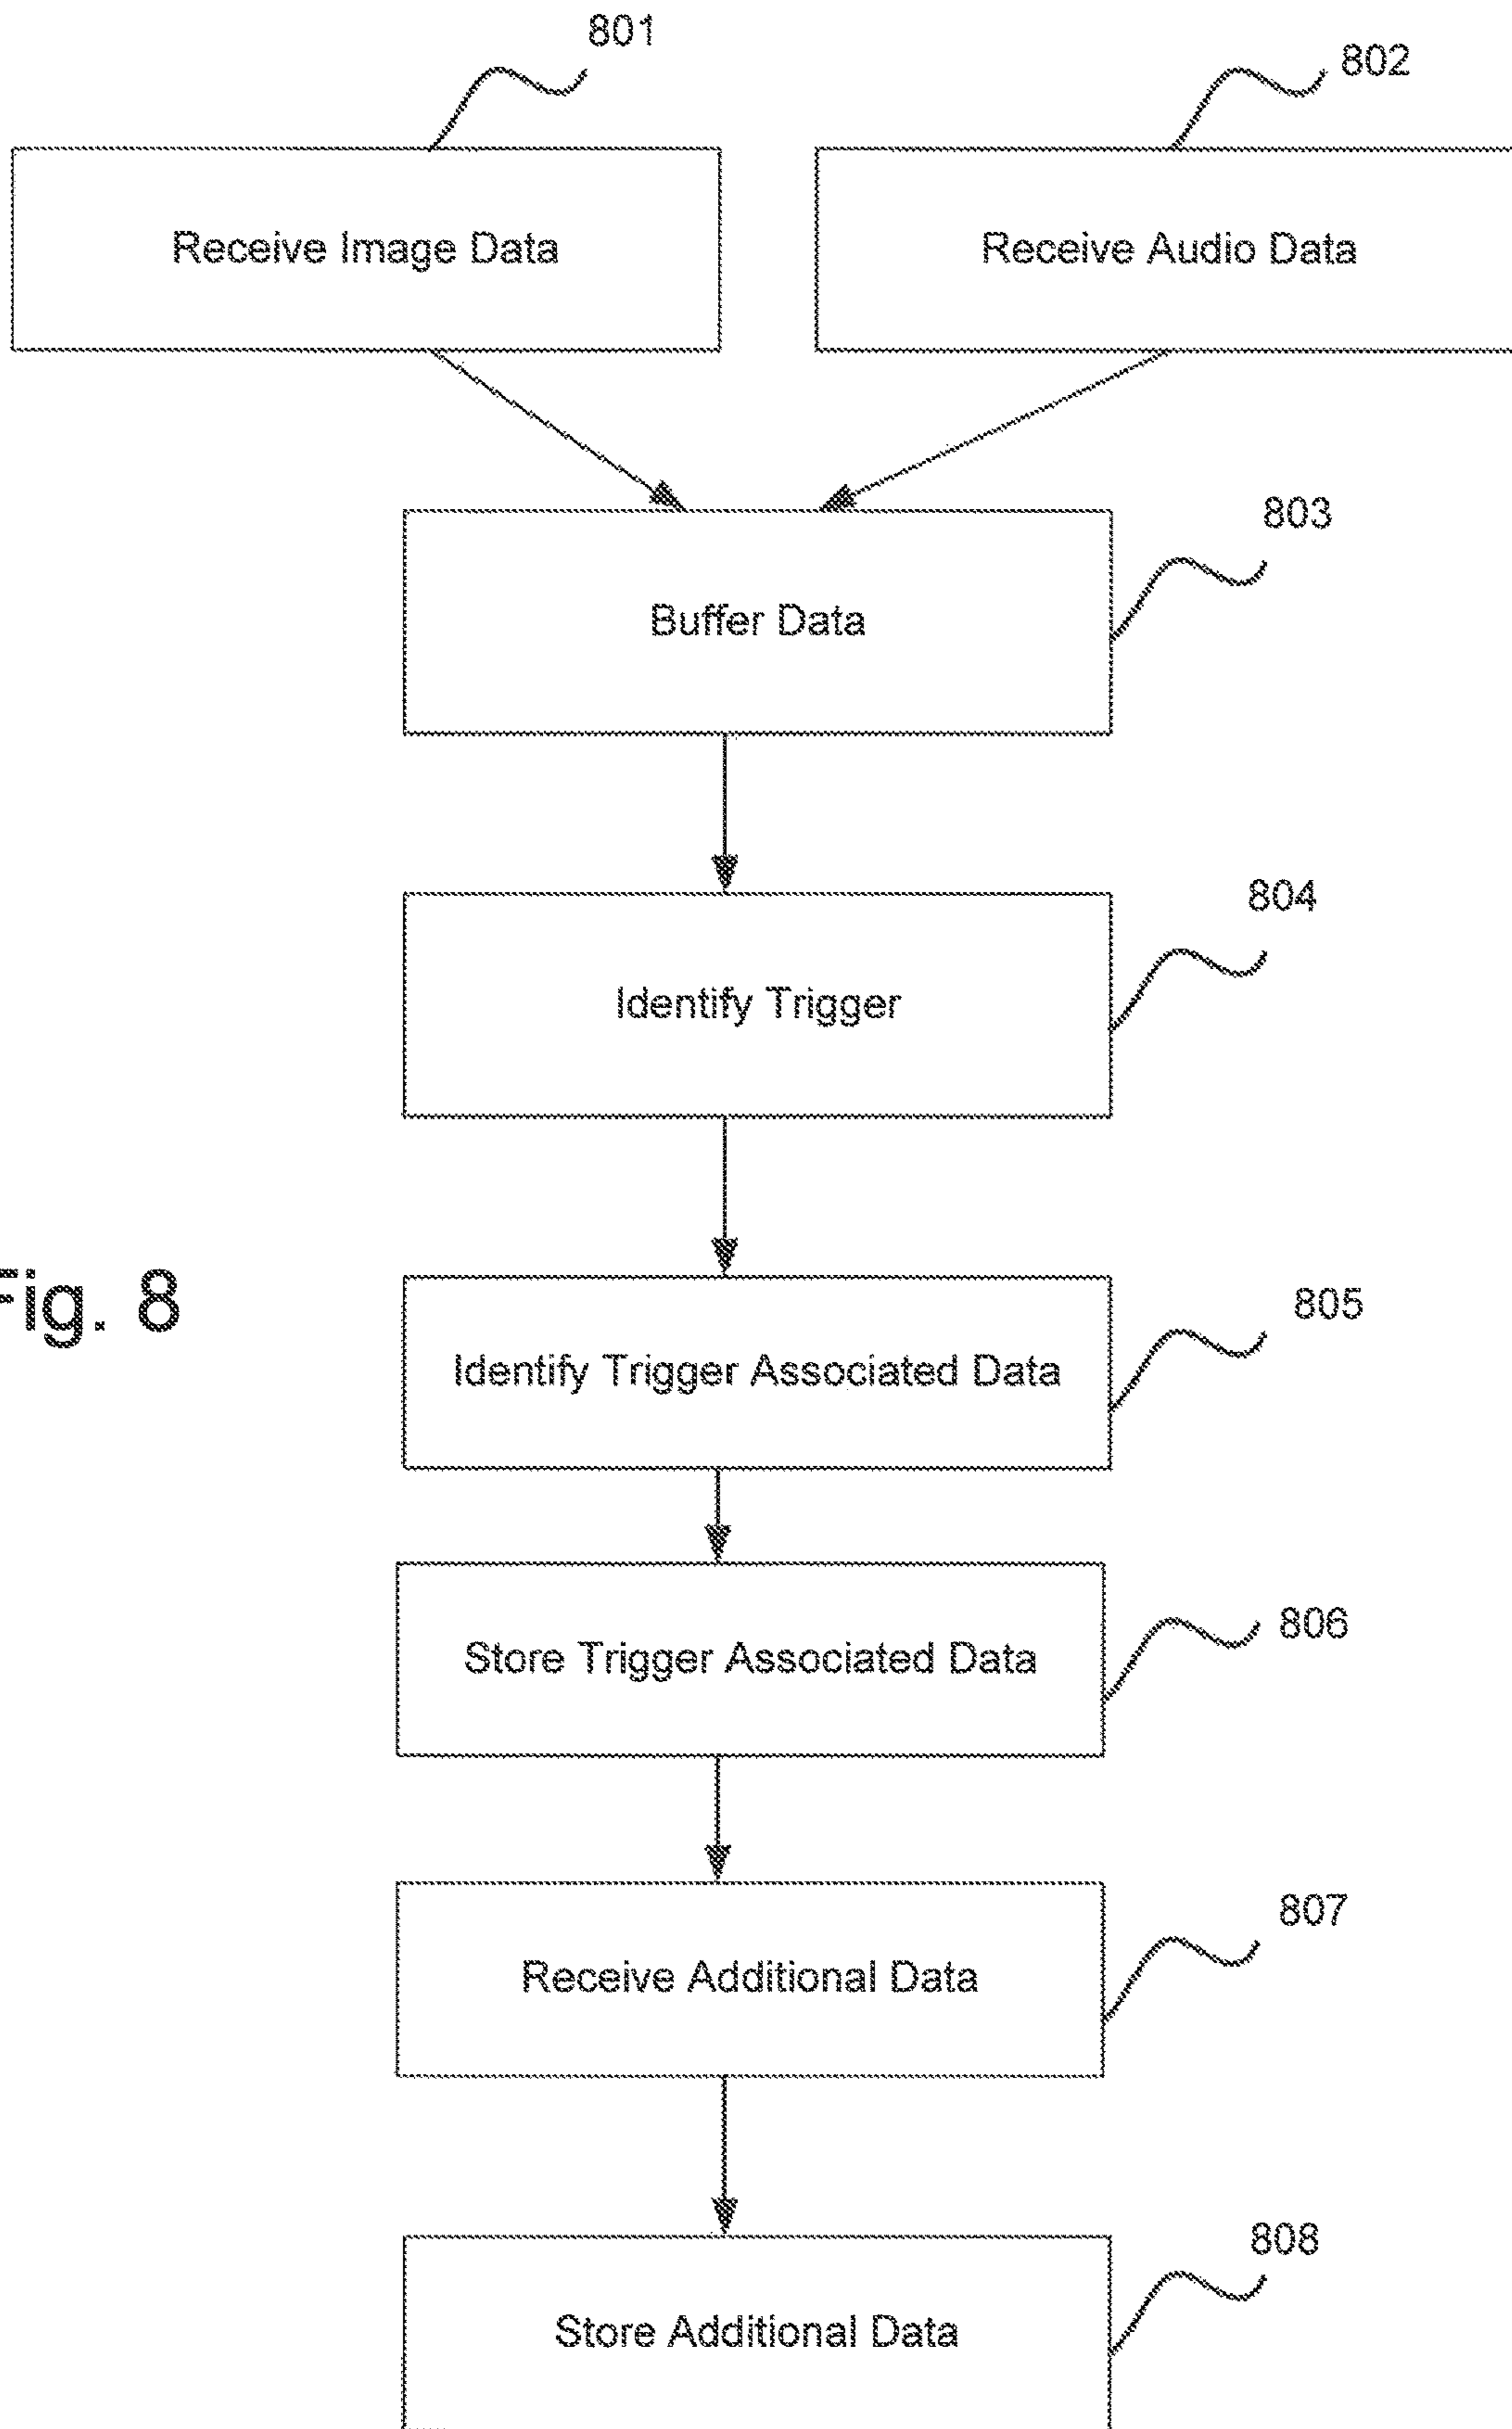 801
802
Receive Image Data
Receive Audio Data
803
Buffer Data
804
Identify Trigger
Fig. 8
805
Identify Trigger Associated Data
806
Store Trigger Associated Data
807
Receive Additional Data
808
Store Additional Data